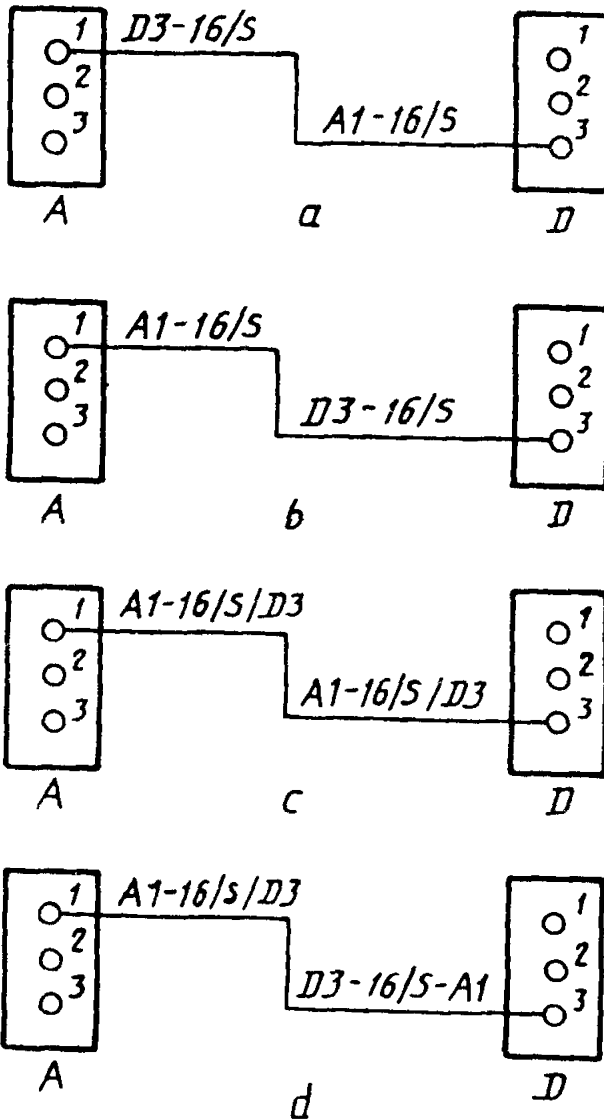 1 D3-16/S 1
2 2
3 A1-16/S 3
A a D
1 A1-16/S 1
2 2
3 D3-16/S 3
A b D
1 A1-16/S/D3 1
2 2
3 A1-16/S/D3 3
A c D
1 A1-16/s/D3 1
2 2
3 D3-16/S-A1 3
A d D